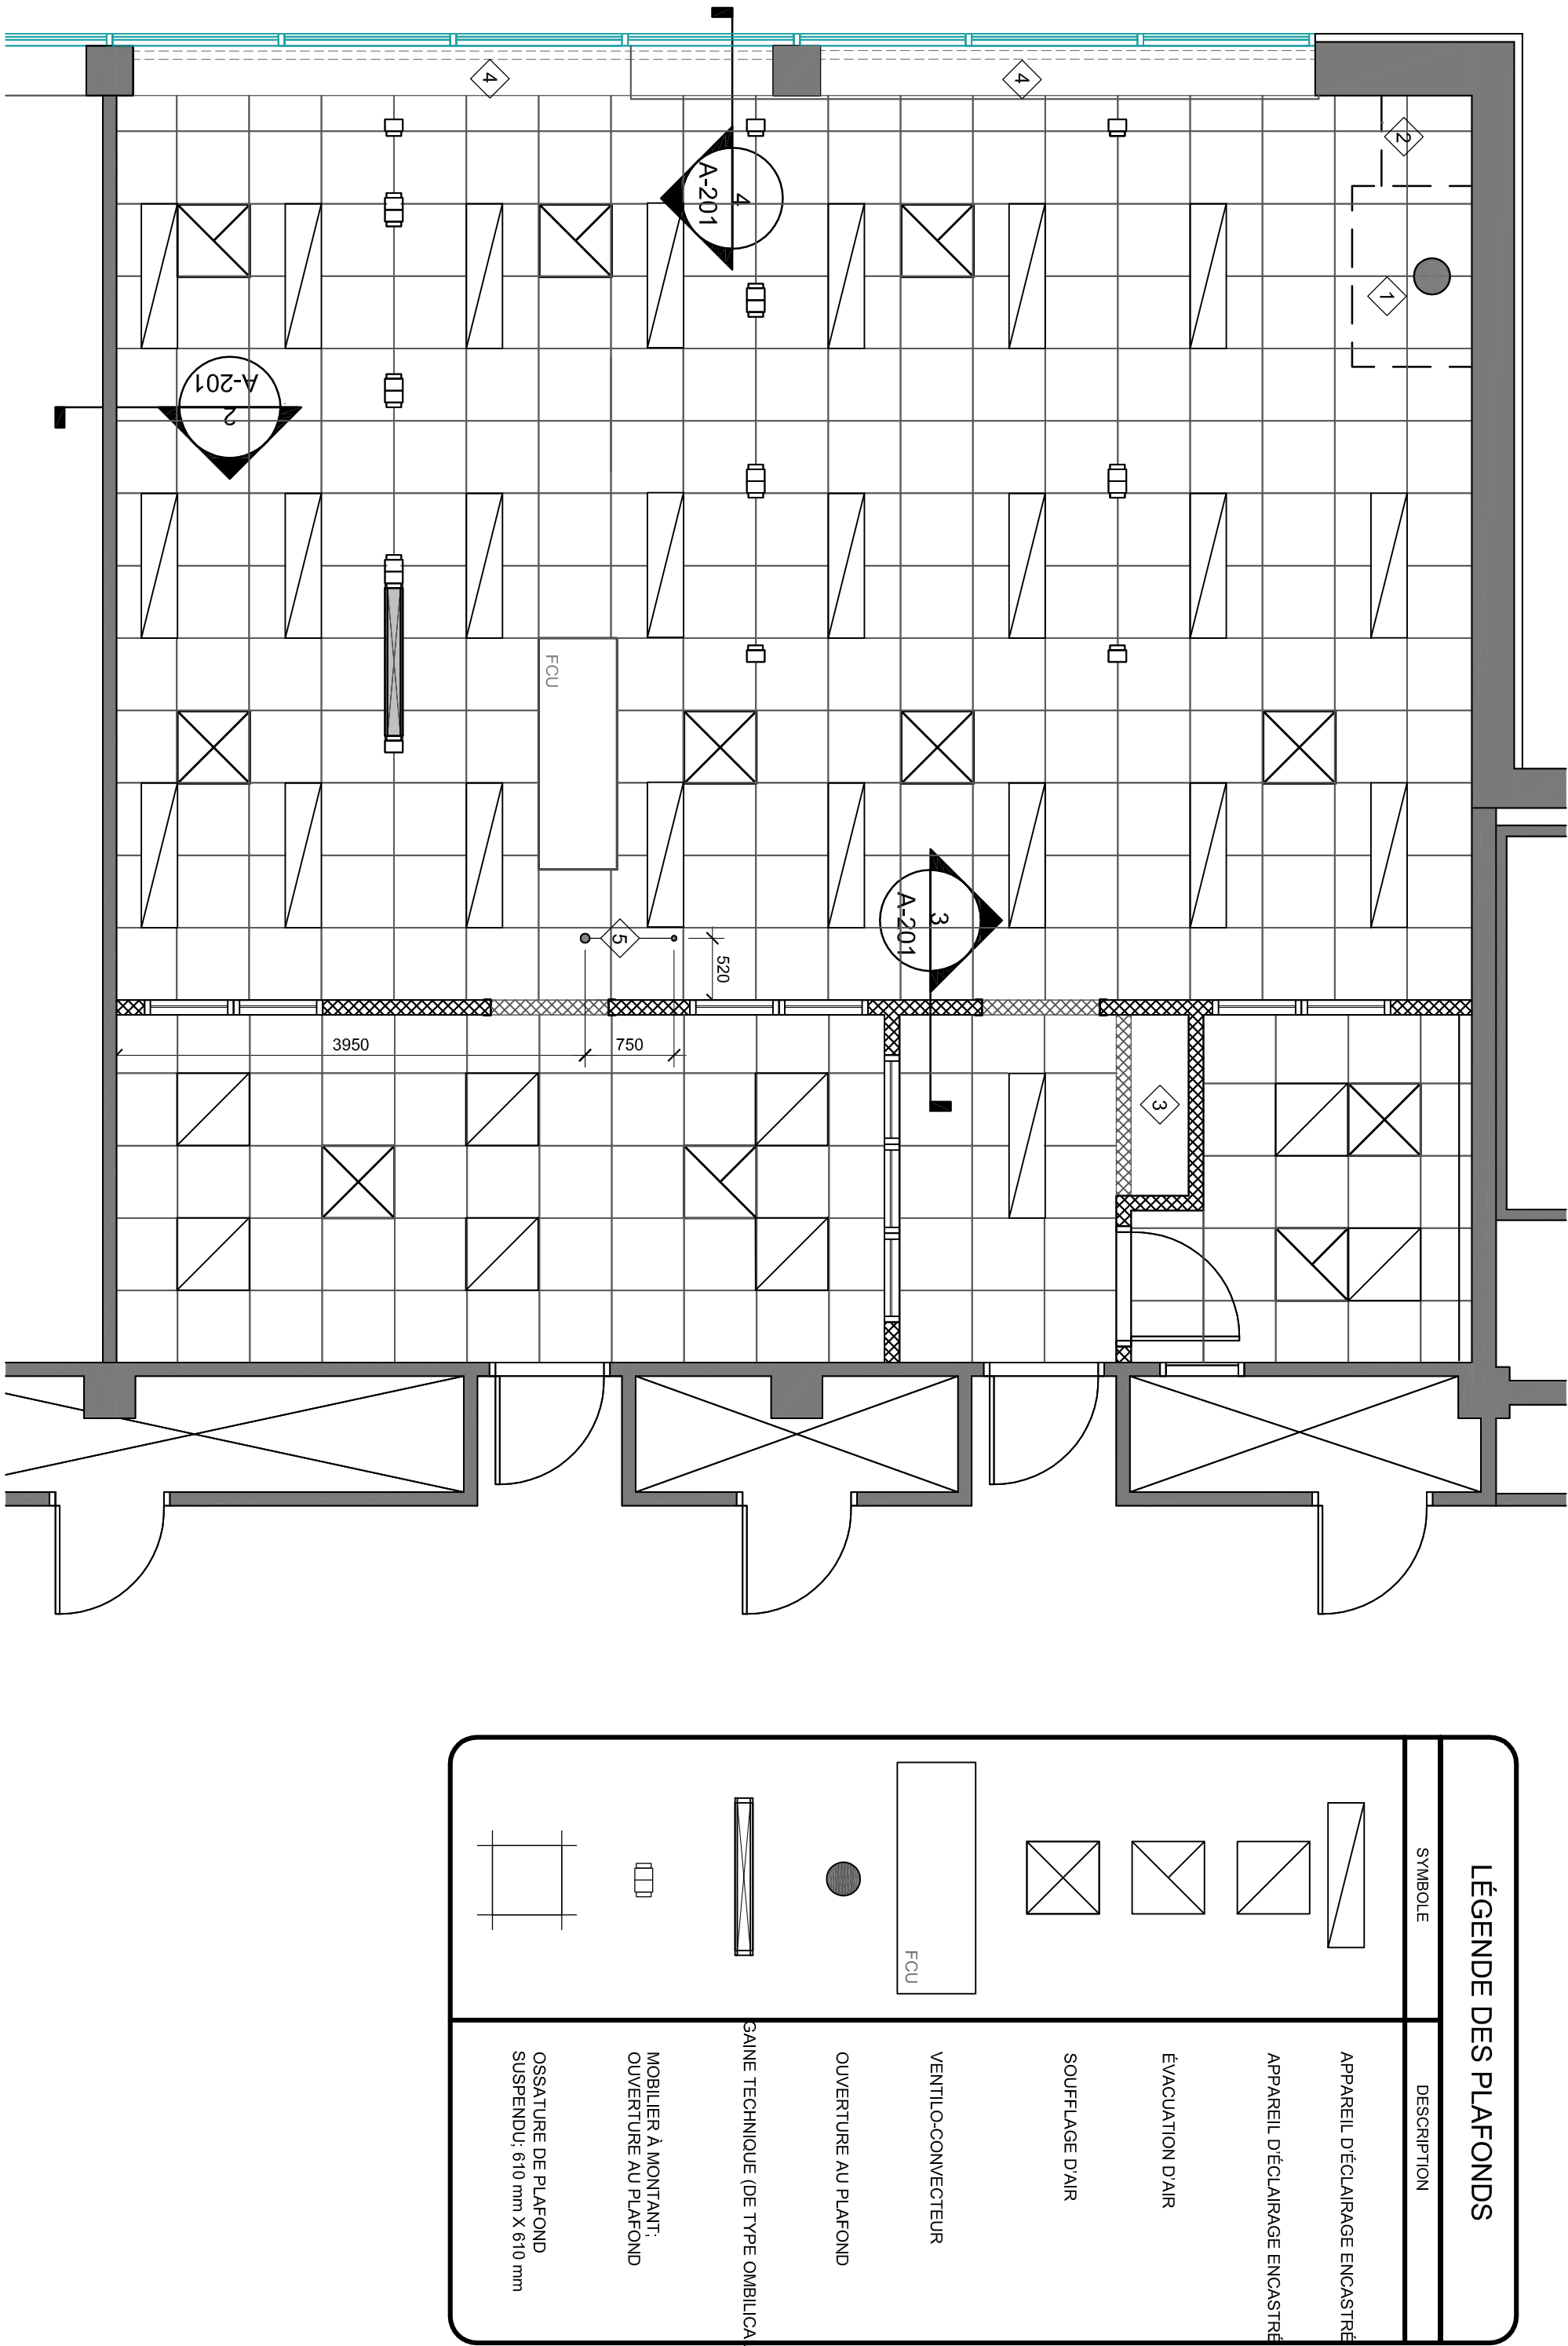 4
4
2
1
4
A-201
2
A-201
FCU
3
A-201
5
520
3950
750
3
LÉGENDE DES PLAFONDS
SYMBOLE
DESCRIPTION
APPAREIL D'ÉCLAIRAGE ENCASTRÉ
APPAREIL D'ÉCLAIRAGE ENCASTRÉ
ÉVACUATION D'AIR
SOUFFLAGE D'AIR
FCU
VENTILO-CONVECTEUR
OUVERTURE AU PLAFOND
GAINE TECHNIQUE (DE TYPE OMBILICA
MOBILIER À MONTANT;
OUVERTURE AU PLAFOND
OSSATURE DE PLAFOND
SUSPENDU; 610 mm X 610 mm